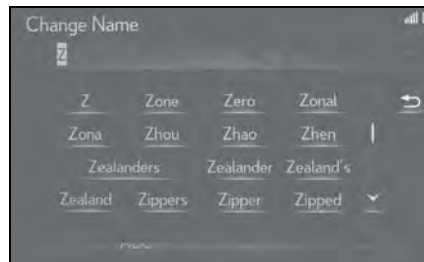 Change Name
Z
Z Zone Zero Zonal
Zona Zhou Zhao Zhen
Zealanders Zealander Zealand's
Zealand Zippers Zipper Zipped